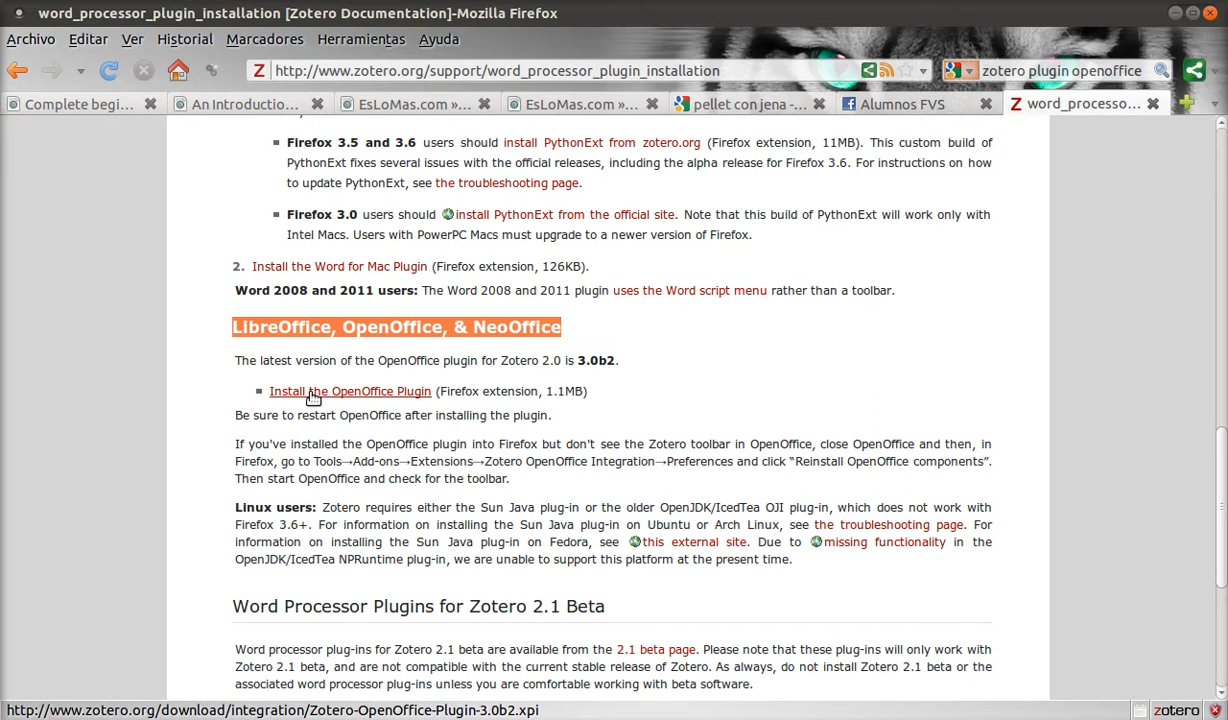 word_processor_plugin_installation [Zotero Documentation]-Mozilla Firefox
Archivo Editar Ver Historial Marcadores Herramientas Ayuda
http://www.zotero.org/support/word_processor_plugin_installation zotero plugin openoffice
Complete begi... An Introductio... EsLoMas.com »... EsLoMas.com »... pellet con jena -... Alumnos FVS word_processo...
Firefox 3.5 and 3.6 users should install PythonExt from zotero.org (Firefox extension, 11MB). This custom build of
PythonExt fixes several issues with the official releases, including the alpha release for Firefox 3.6. For instructions on how
to update PythonExt, see the troubleshooting page.
Firefox 3.0 users should install PythonExt from the official site. Note that this build of PythonExt will work only with
Intel Macs. Users with PowerPC Macs must upgrade to a newer version of Firefox.
2. Install the Word for Mac Plugin (Firefox extension, 126KB).
Word 2008 and 2011 users: The Word 2008 and 2011 plugin uses the Word script menu rather than a toolbar.
LibreOffice, OpenOffice, & NeoOffice
The latest version of the OpenOffice plugin for Zotero 2.0 is 3.0b2.
Install the OpenOffice Plugin (Firefox extension, 1.1MB)
Be sure to restart OpenOffice after installing the plugin.
If you've installed the OpenOffice plugin into Firefox but don't see the Zotero toolbar in OpenOffice, close OpenOffice and then, in
Firefox, go to Tools→Add-ons→Extensions→Zotero OpenOffice Integration→Preferences and click “Reinstall OpenOffice components”.
Then start OpenOffice and check for the toolbar.
Linux users: Zotero requires either the Sun Java plug-in or the older OpenJDK/IcedTea OJI plug-in, which does not work with
Firefox 3.6+. For information on installing the Sun Java plug-in on Ubuntu or Arch Linux, see the troubleshooting page. For
information on installing the Sun Java plug-in on Fedora, see this external site. Due to missing functionality in the
OpenJDK/IcedTea NPRuntime plug-in, we are unable to support this platform at the present time.
Word Processor Plugins for Zotero 2.1 Beta
Word processor plug-ins for Zotero 2.1 beta are available from the 2.1 beta page. Please note that these plug-ins will only work with
Zotero 2.1 beta, and are not compatible with the current stable release of Zotero. As always, do not install Zotero 2.1 beta or the
associated word processor plug-ins unless you are comfortable working with beta software.
http://www.zotero.org/download/integration/Zotero-OpenOffice-Plugin-3.0b2.xpi zotero